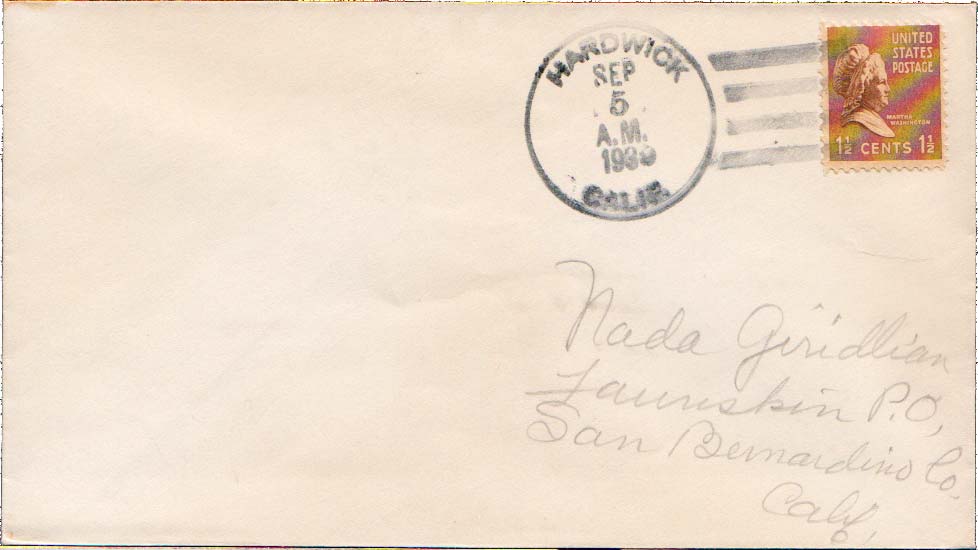 HARDWICK
SEP
5
A.M.
CALIF.
UNITED
STATES
POSTAGE
MARTHA
WASHINGTON
1½ CENTS 1½
Nada Giridlian
Fawnskin P.O,
San Bernardino Co.
Calif,